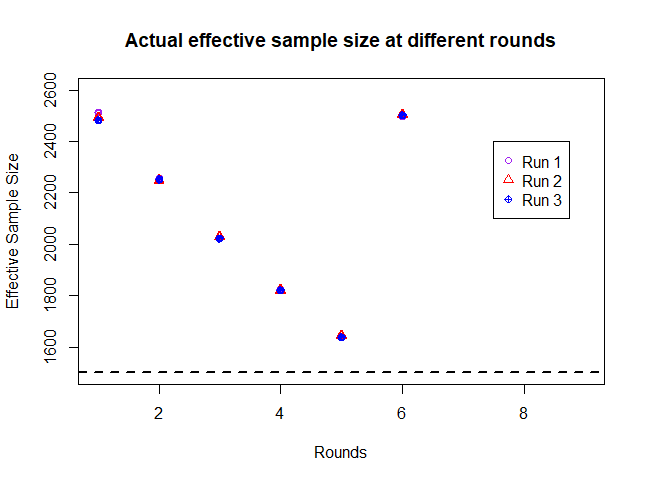 Actual effective sample size at different rounds
Effective Sample Size
2600
2400
2200
2000
1800
1600
Run 1
Run 2
Run 3
2 4 6 8
Rounds